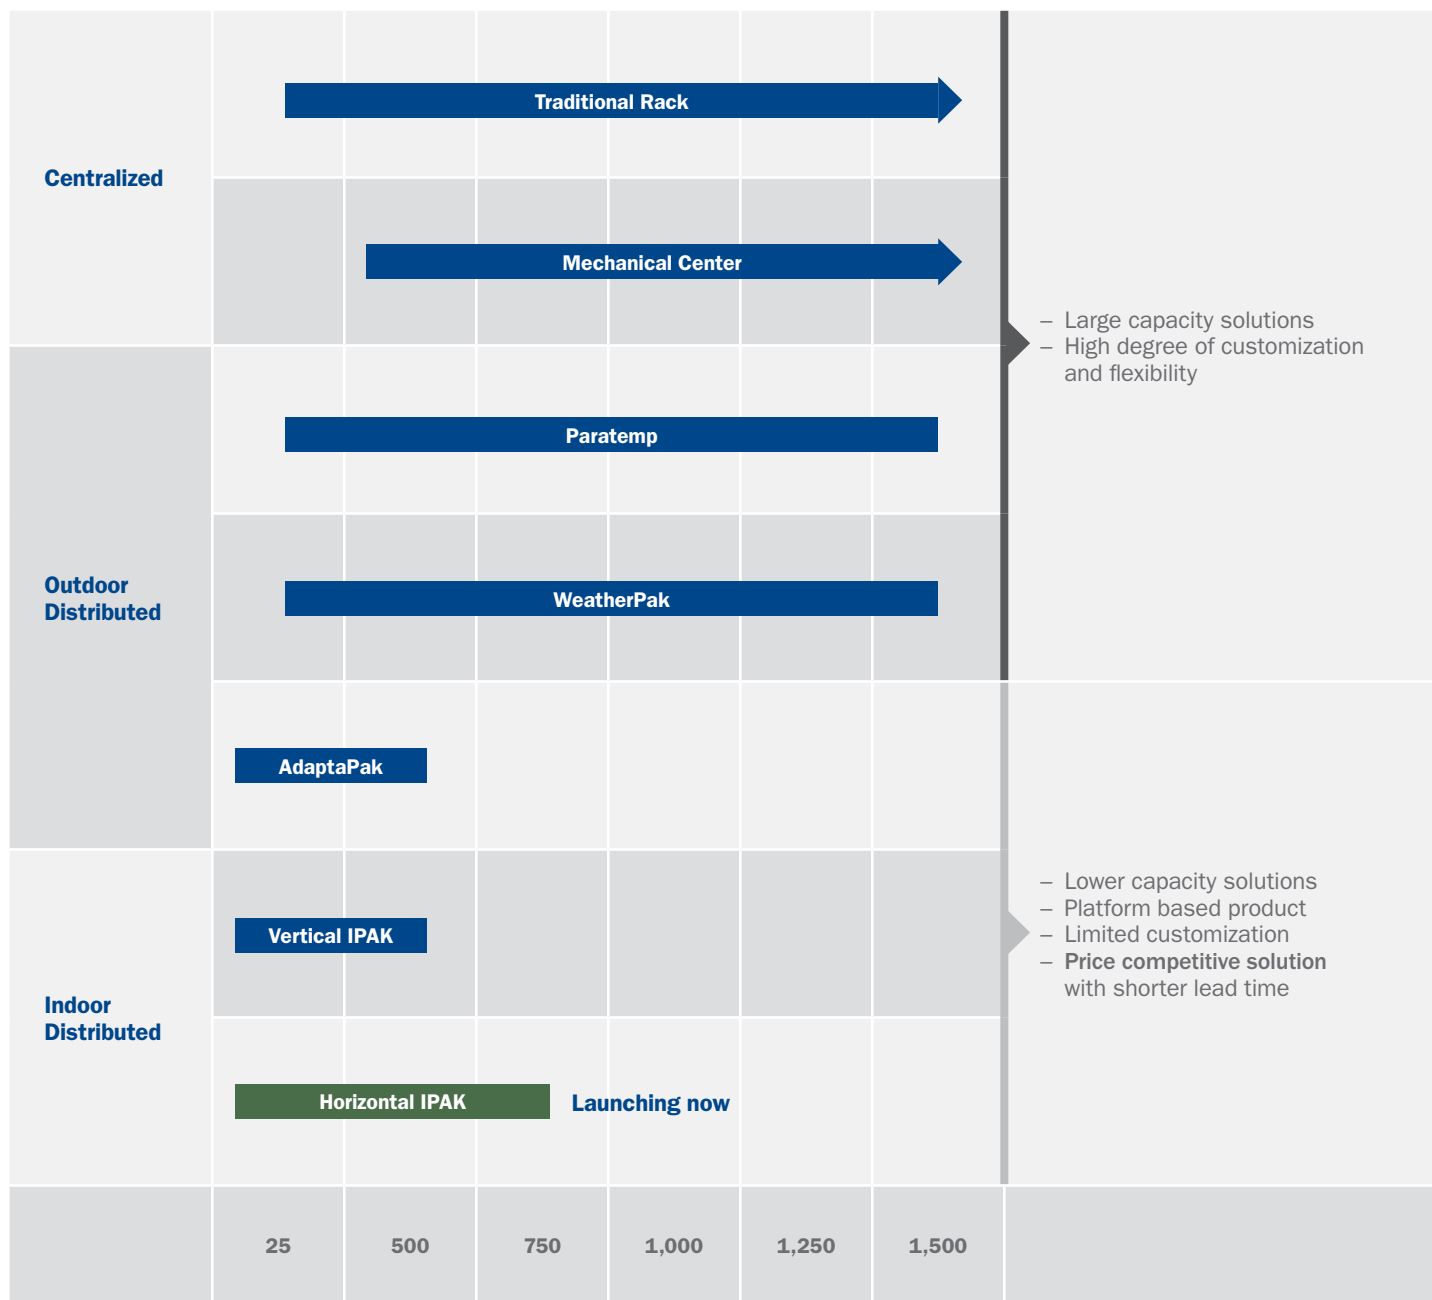 Centralized
Traditional Rack
Mechanical Center
– Large capacity solutions
– High degree of customization
and flexibility
Outdoor
Distributed
Paratemp
WeatherPak
AdaptaPak
Indoor
Distributed
Vertical IPAK
Horizontal IPAK
Launching now
– Lower capacity solutions
– Platform based product
– Limited customization
– Price competitive solution
with shorter lead time
25 500 750 1,000 1,250 1,500